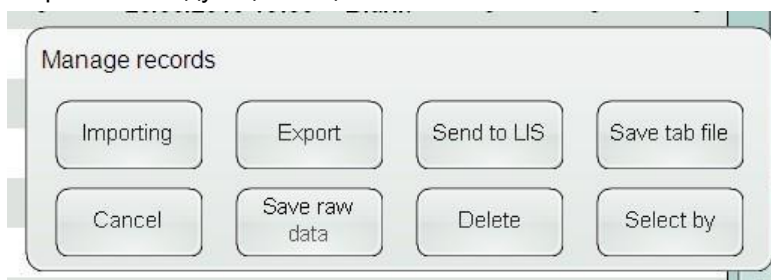 Manage records
Importing
Export
Send to LIS
Save tab file
Cancel
Save raw
data
Delete
Select by